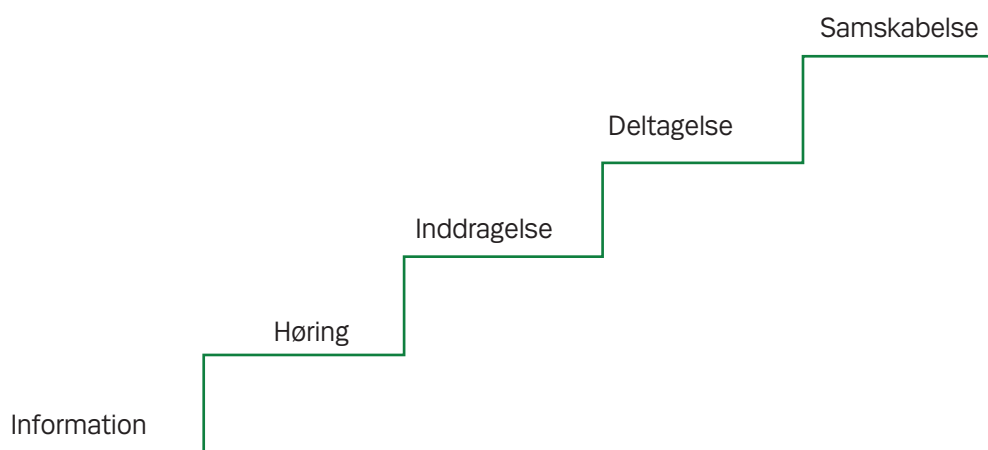 Samskabelse
Deltagelse
Inddragelse
Høring
Information